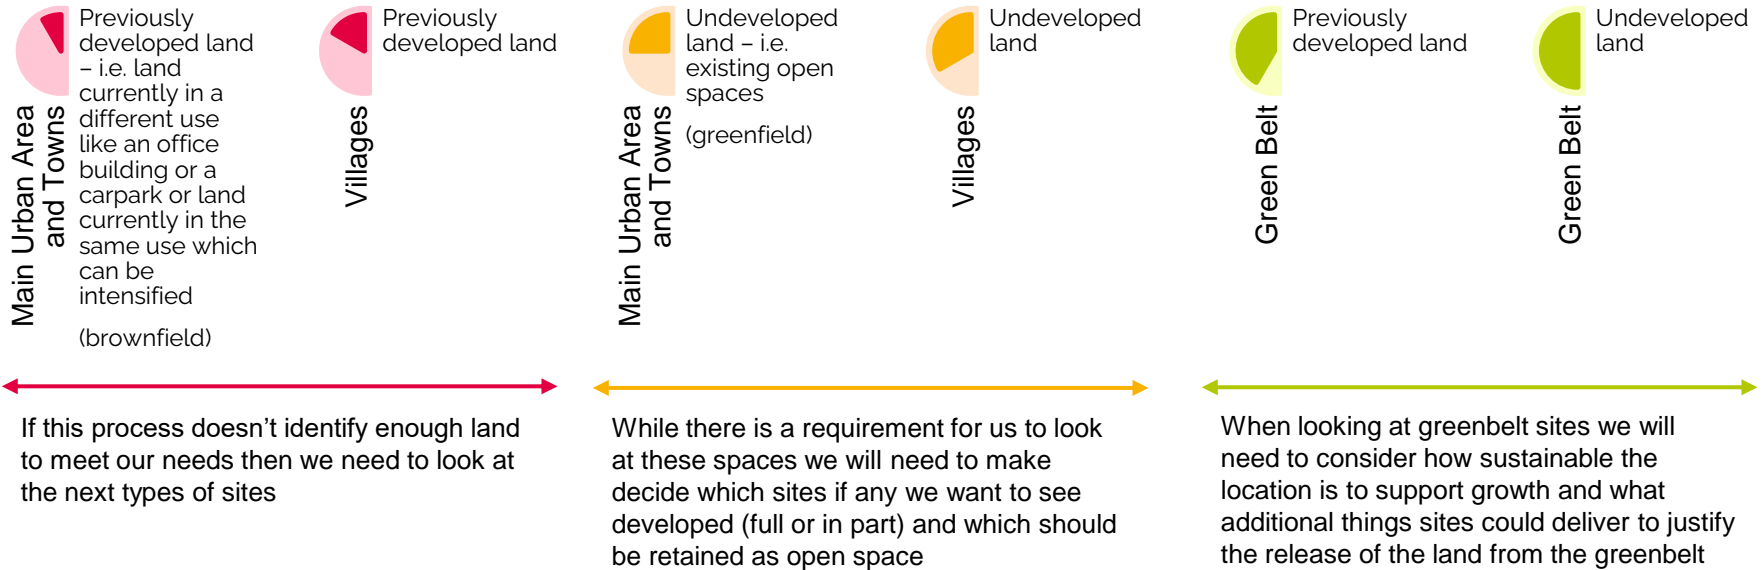 Main Urban Area
and Towns
Previously
developed land
– i.e. land
currently in a
different use
like an office
building or a
carpark or land
currently in the
same use which
can be
intensified
(brownfield)
Villages
Previously
developed land
If this process doesn’t identify enough land
to meet our needs then we need to look at
the next types of sites
Main Urban Area
and Towns
Undeveloped
land – i.e.
existing open
spaces
(greenfield)
Villages
Undeveloped
land
While there is a requirement for us to look
at these spaces we will need to make
decide which sites if any we want to see
developed (full or in part) and which should
be retained as open space
Green Belt
Previously
developed land
Green Belt
Undeveloped
land
When looking at greenbelt sites we will
need to consider how sustainable the
location is to support growth and what
additional things sites could deliver to justify
the release of the land from the greenbelt